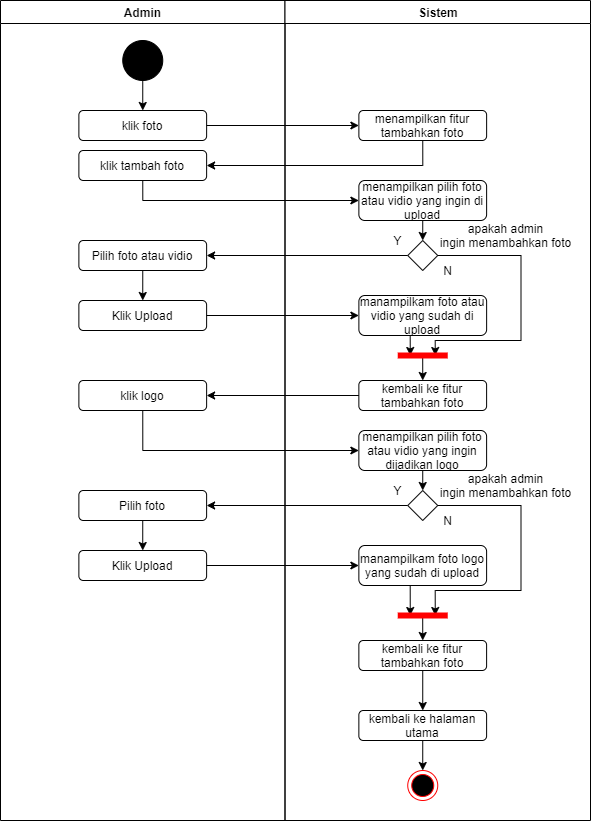 Admin
Sistem
klik foto
menampilkan fitur
tambahkan foto
klik tambah foto
menampilkan pilih foto
atau vidio yang ingin di
upload
apakah admin
ingin menambahkan foto
Y
N
Pilih foto atau vidio
Klik Upload
manampilkam foto atau
vidio yang sudah di
upload
kembali ke fitur
tambahkan foto
klik logo
menampilkan pilih foto
atau vidio yang ingin
dijadikan logo
apakah admin
ingin menambahkan foto
Y
N
Pilih foto
Klik Upload
manampilkam foto logo
yang sudah di upload
kembali ke fitur
tambahkan foto
kembali ke halaman
utama